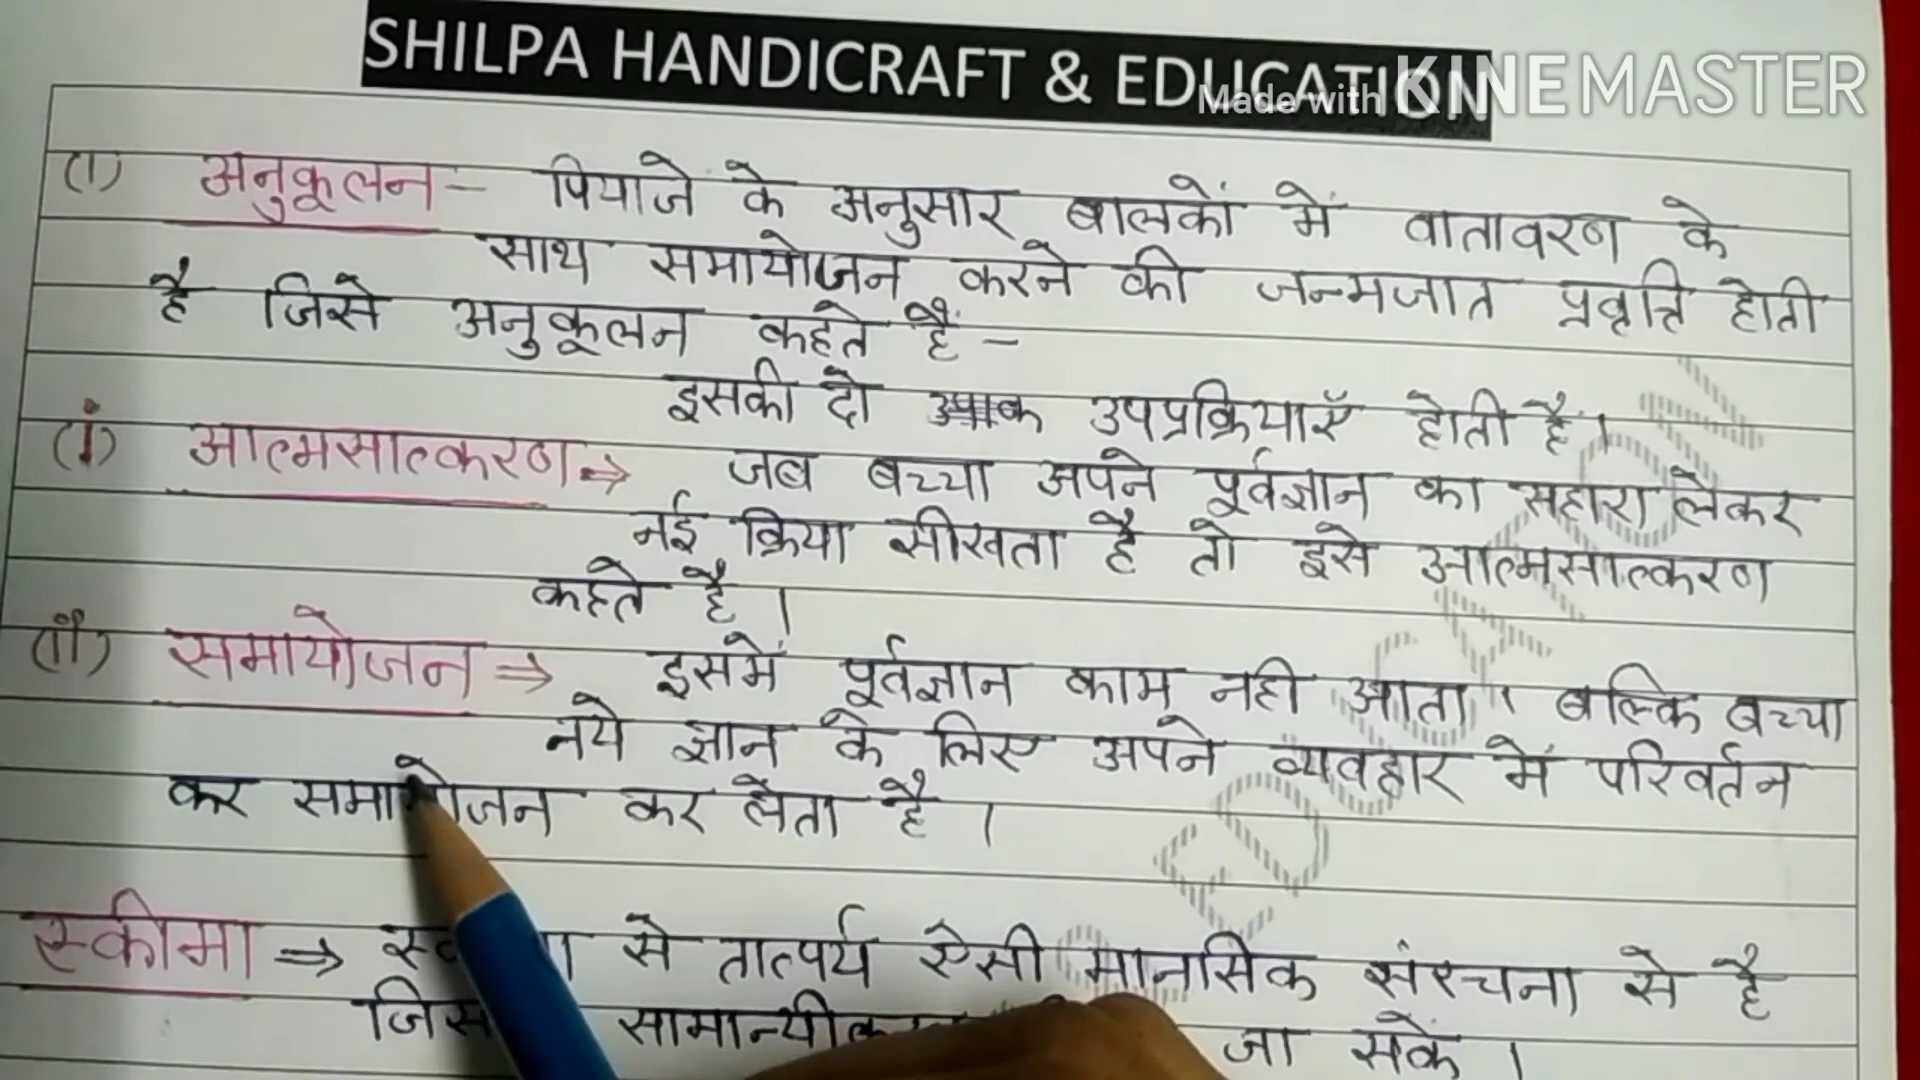 SHILPA HANDICRAFT & EDUCATION
Made with KINEMASTER
(1) अनुकूलन - पियाजे के अनुसार बालकों में वातावरण के
साथ समायोजन करने की जन्मजात प्रवृत्ति होती
है जिसे अनुकूलन कहते हैं -
इसकी दो उपप्रक्रियाएँ होती है।
(i) आत्मसात्करण ⇒ जब बच्चा अपने पूर्वज्ञान का सहारा लेकर
नई क्रिया सीखता है तो इसे आत्मसात्करण
कहते है।
(ii) समायोजन ⇒ इसमें पूर्वज्ञान काम नही आता। बल्कि बच्चा
नये ज्ञान के लिए अपने व्यवहार में परिवर्तन
कर समायोजन कर लेता है।
स्कीमा ⇒ से तात्पर्य ऐसी मानसिक संरचना से है
जा सके।
EDUCATION